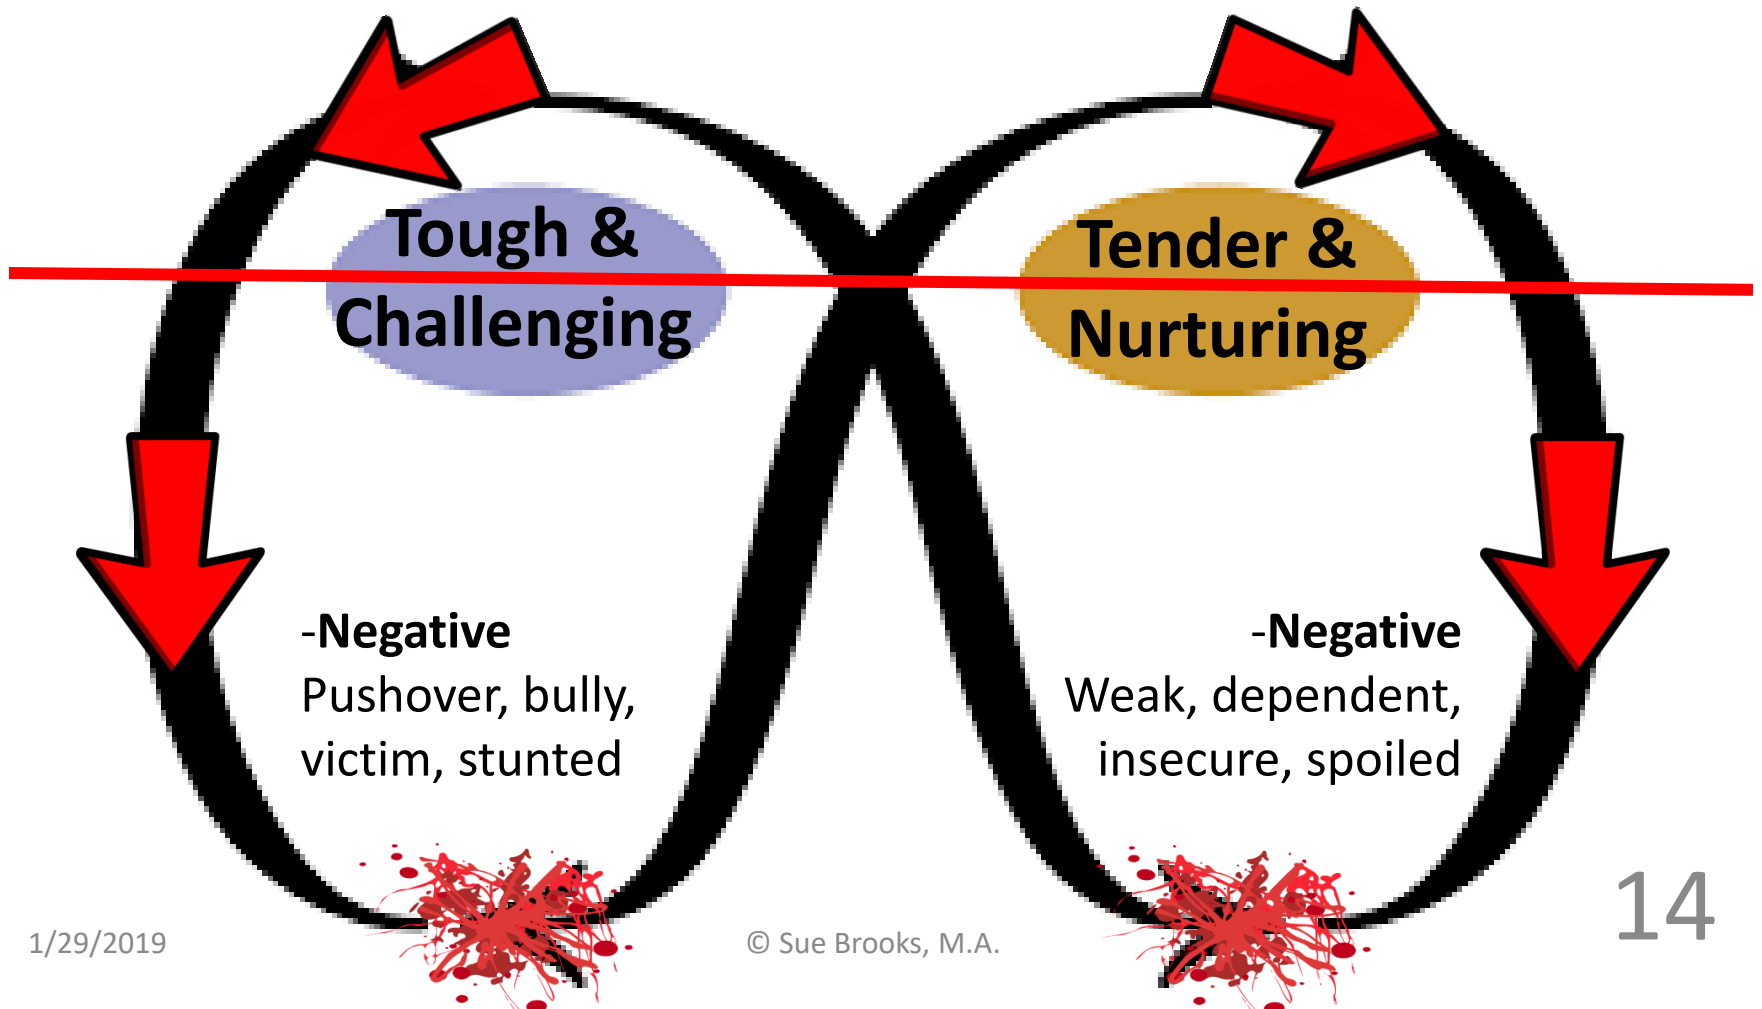 Tough &
Challenging
Tender &
Nurturing
-Negative
Pushover, bully,
victim, stunted
-Negative
Weak, dependent,
insecure, spoiled
1/29/2019
© Sue Brooks, M.A.
14